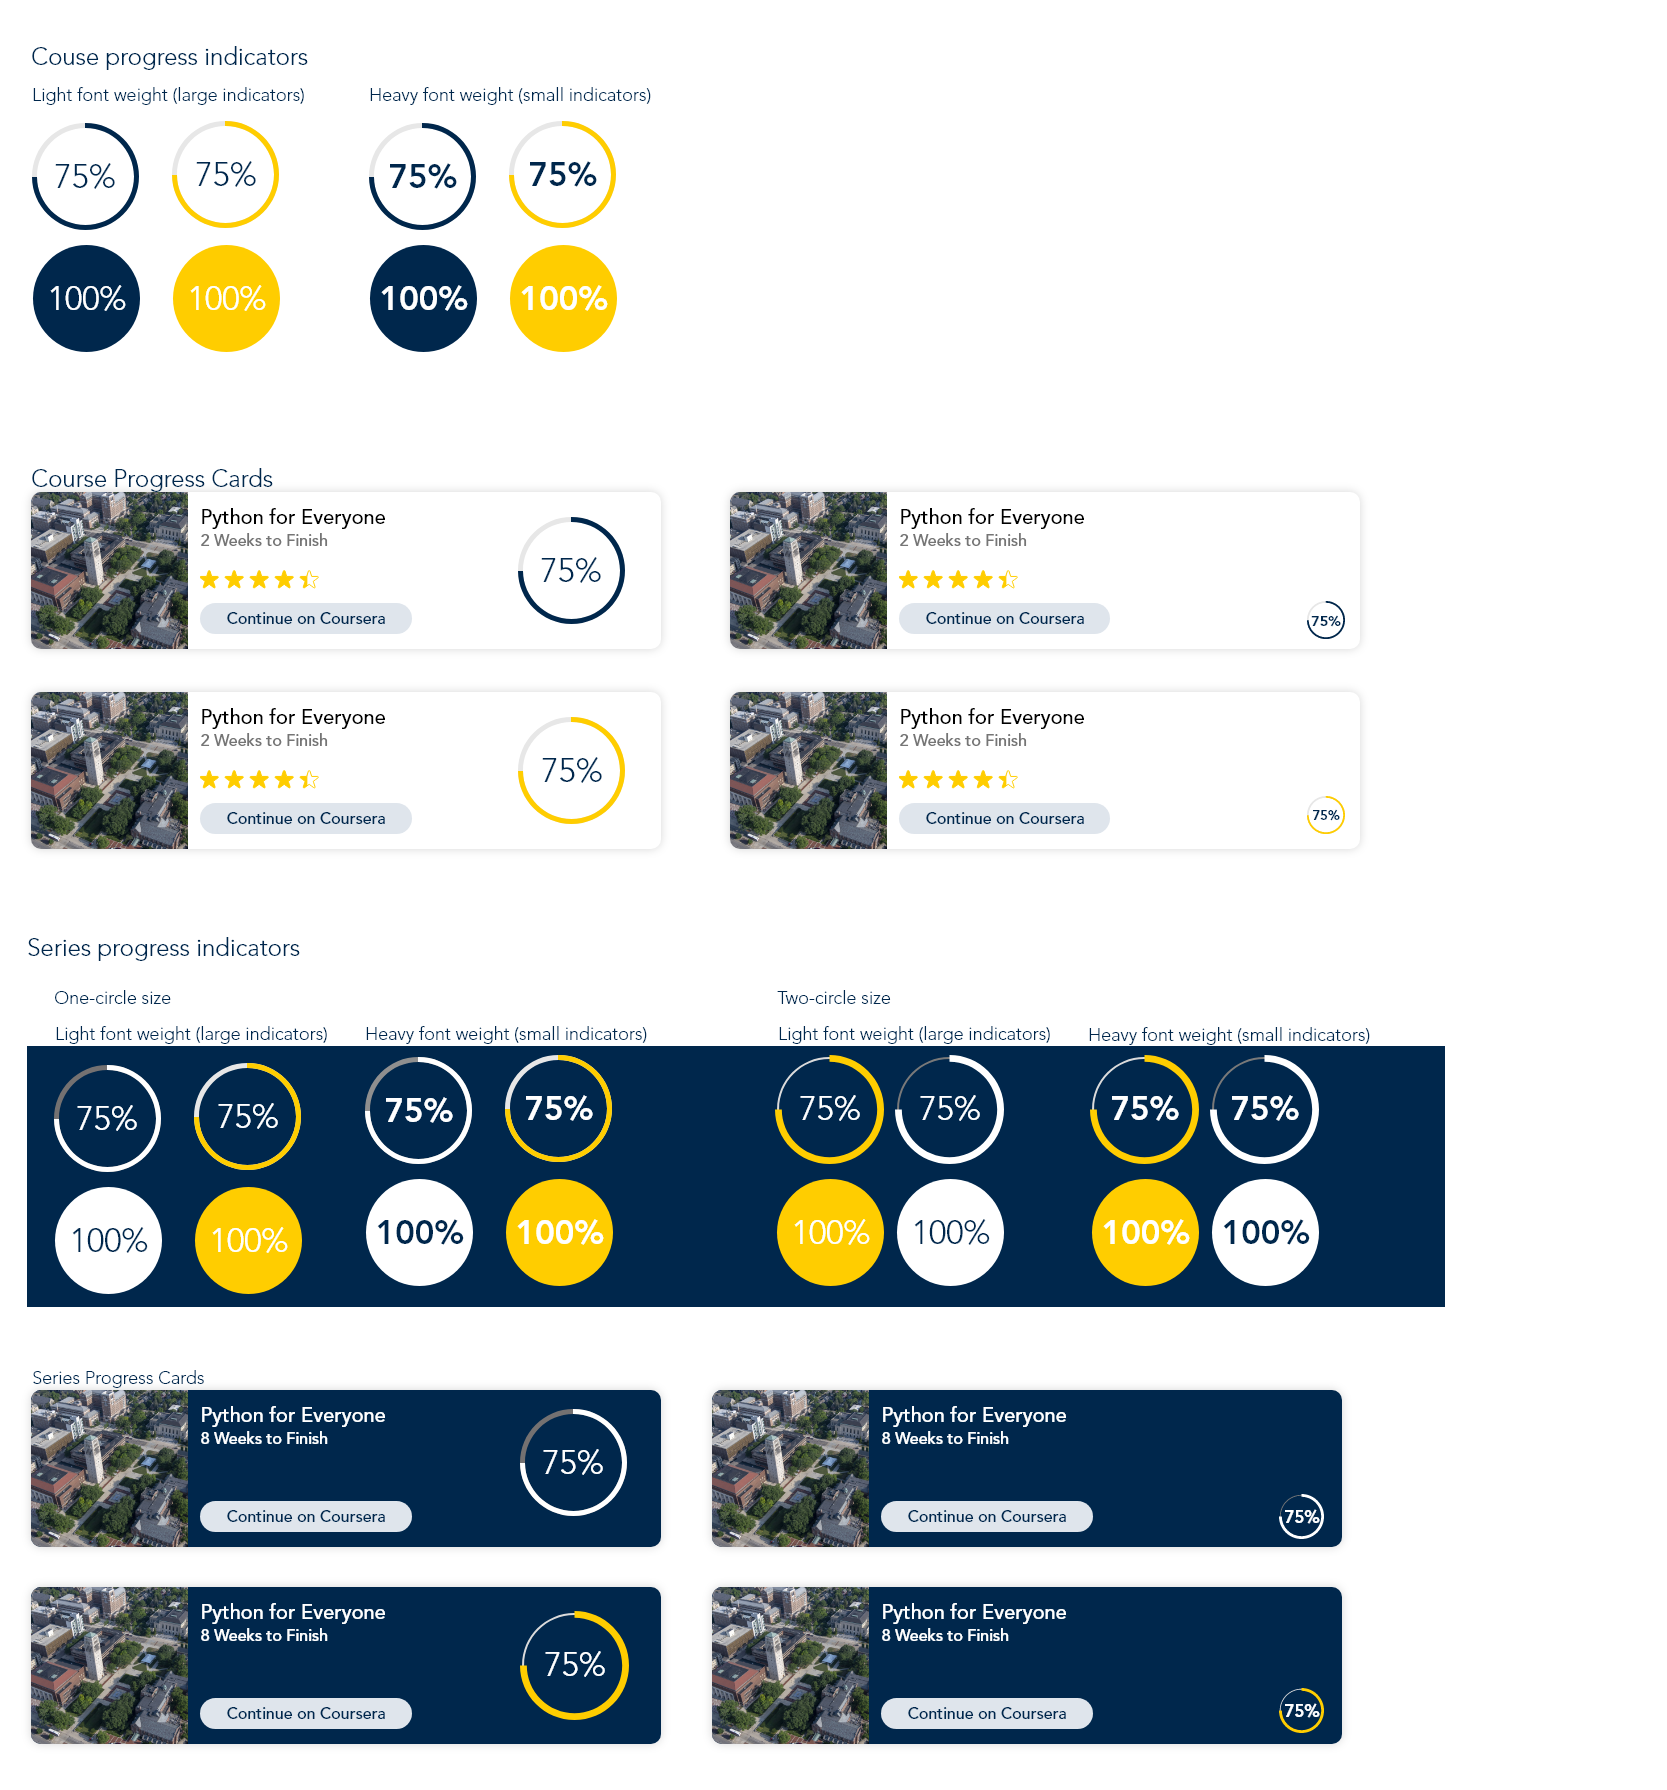 Couse progress indicators
Light font weight (large indicators)
Heavy font weight (small indicators)
75%
75%
75%
75%
100%
100%
100%
100%
Course Progress Cards
Python for Everyone
2 Weeks to Finish
75%
Continue on Coursera
Python for Everyone
2 Weeks to Finish
Continue on Coursera
75%
Python for Everyone
2 Weeks to Finish
75%
Continue on Coursera
Python for Everyone
2 Weeks to Finish
Continue on Coursera
75%
Series progress indicators
One-circle size
Two-circle size
Light font weight (large indicators)
Heavy font weight (small indicators)
Light font weight (large indicators)
Heavy font weight (small indicators)
75%
75%
75%
75%
75%
75%
75%
75%
100%
100%
100%
100%
100%
100%
100%
100%
Series Progress Cards
Python for Everyone
8 Weeks to Finish
75%
Continue on Coursera
Python for Everyone
8 Weeks to Finish
Continue on Coursera
75%
Python for Everyone
8 Weeks to Finish
75%
Continue on Coursera
Python for Everyone
8 Weeks to Finish
Continue on Coursera
75%